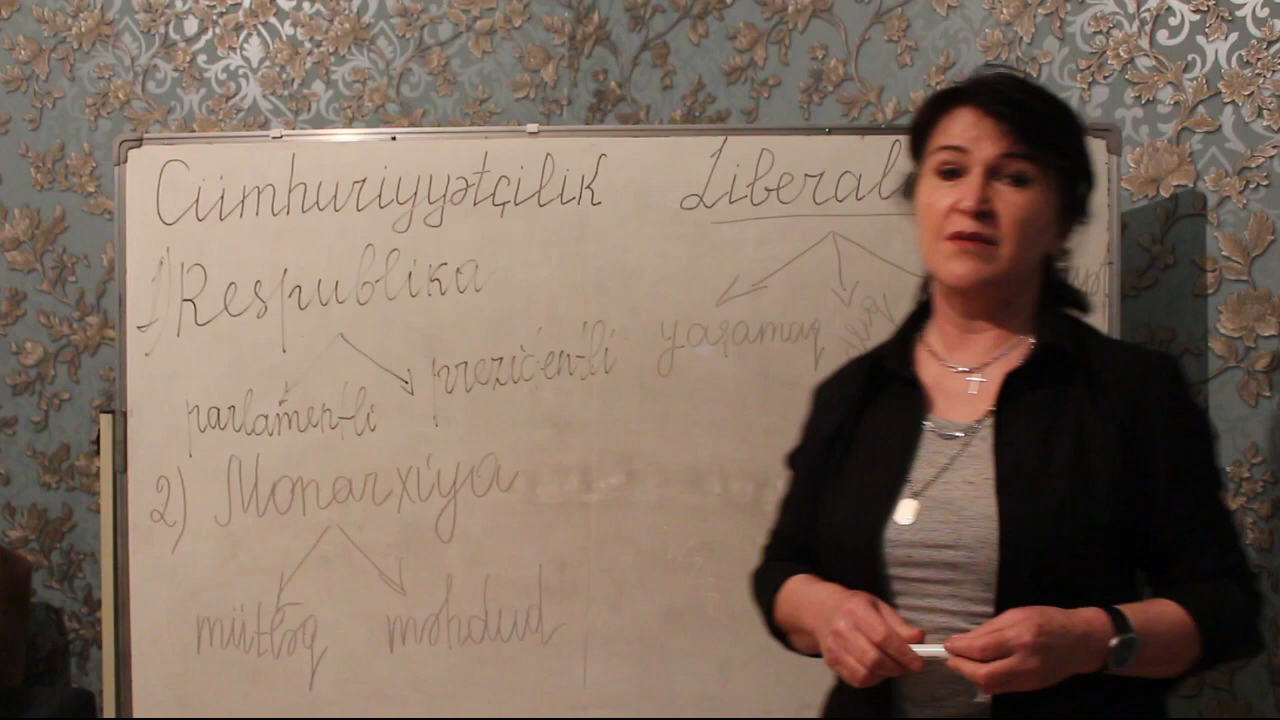 Cümhuriyyətçilik
1) Respublika
parlamentli prezidentli
2) Monarxiya
mütləq məhdud
Liberal
yaşamaq